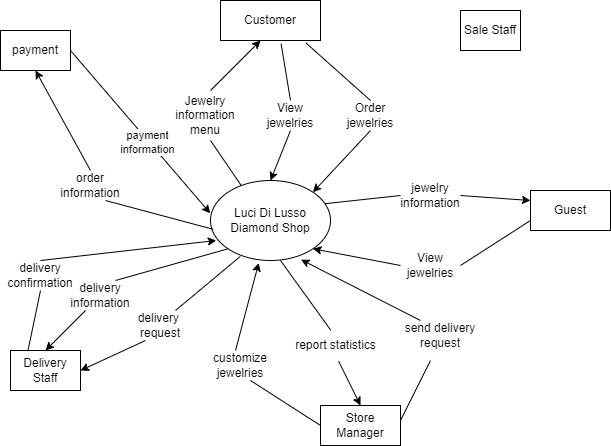 Customer
Sale Staff
payment
Jewelry
information
menu
View
jewelries
Order
jewelries
payment
information
order
information
Luci Di Lusso
Diamond Shop
jewelry
information
Guest
View
jewelries
delivery
confirmation
delivery
information
delivery
request
customize
jewelries
report statistics
send delivery
request
Delivery
Staff
Store
Manager